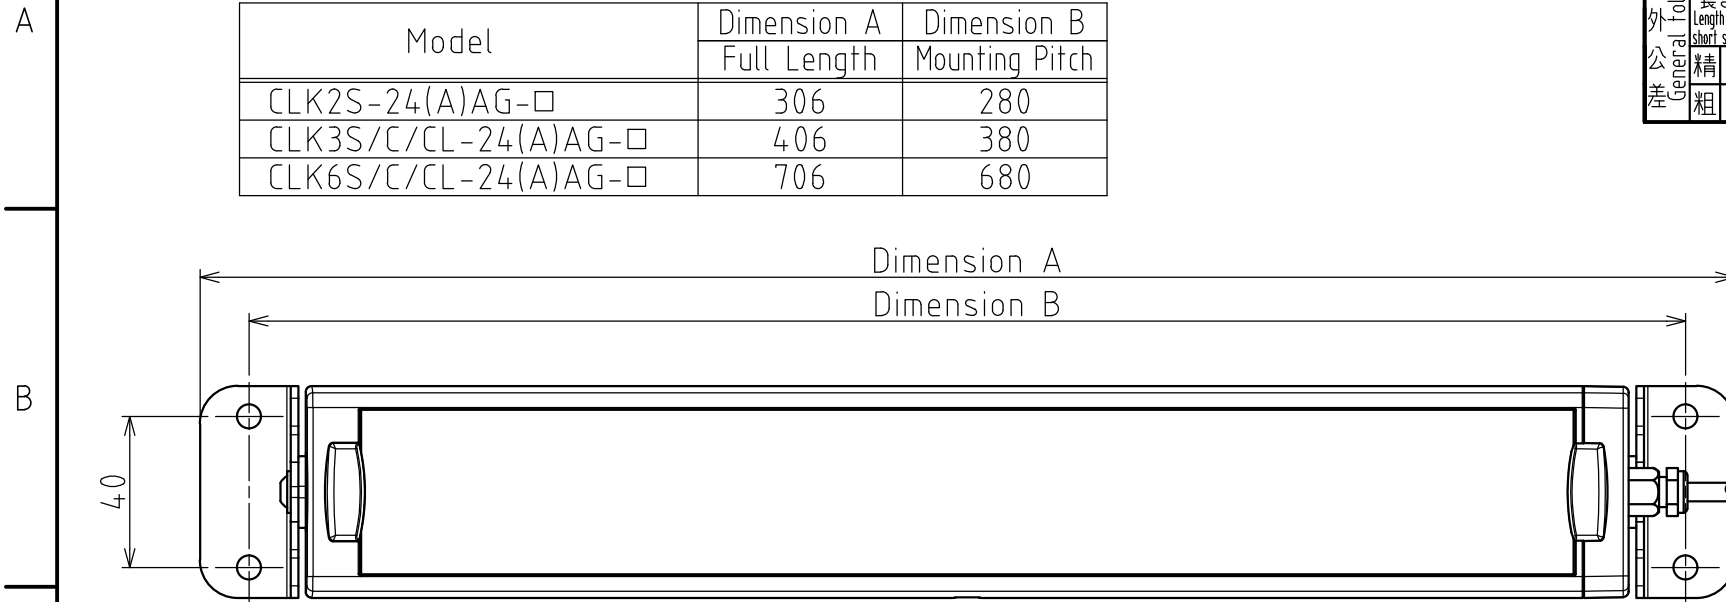 A
Model
Dimension A
Dimension B
Full Length
Mounting Pitch
CLK2S-24(A)AG-□
306
280
CLK3S/C/CL-24(A)AG-□
406
380
CLK6S/C/CL-24(A)AG-□
706
680
外公差
General
Length
short
精
粗
Dimension A
Dimension B
B
40